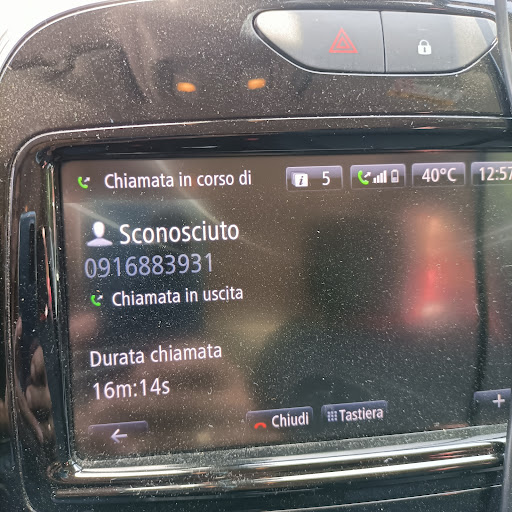 Chiamata in corso di
i 5
40°C
12:57
Sconosciuto
0916883931
Chiamata in uscita
Durata chiamata
16m:14s
Chiudi
Tastiera
+